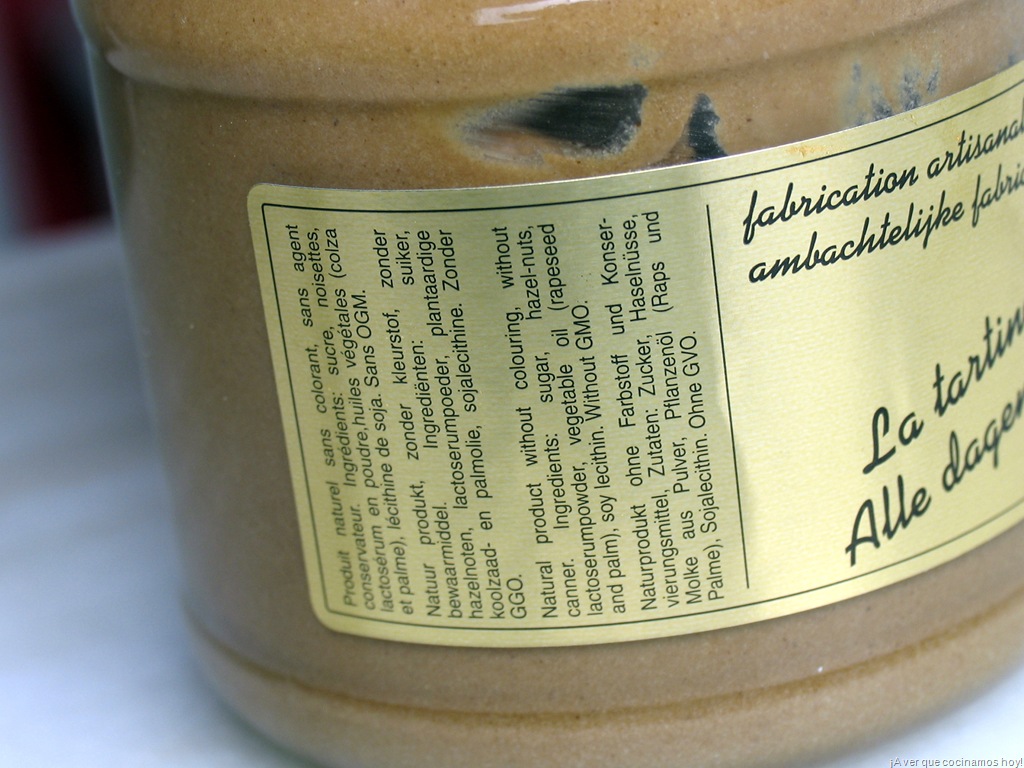 Produit naturel sans colorant, sans agent
conservateur. Ingrédients: sucre, noisettes,
lactosérum en poudre,huiles végétales (colza
et palme), lécithine de soja. Sans OGM.
Natuur produkt, zonder kleurstof, zonder
bewaarmiddel. Ingrediënten: suiker,
hazelnoten, lactoserumpoeder, plantaardige
koolzaad- en palmolie, sojalecithine. Zonder
GGO.
Natural product without colouring, without
canner. Ingredients: sugar, hazel-nuts,
lactoserumpowder, vegetable oil (rapeseed
and palm), soy lecithin. Without GMO.
Naturprodukt ohne Farbstoff und Konser-
vierungsmittel, Zutaten: Zucker, Haselnüsse,
Molke aus Pulver, Pflanzenöl (Raps und
Palme), Sojalecithin. Ohne GVO.
fabrication artisanal
ambachtelijke fabric
La tartin
Alle dagen
¡A ver que cocinamos hoy!